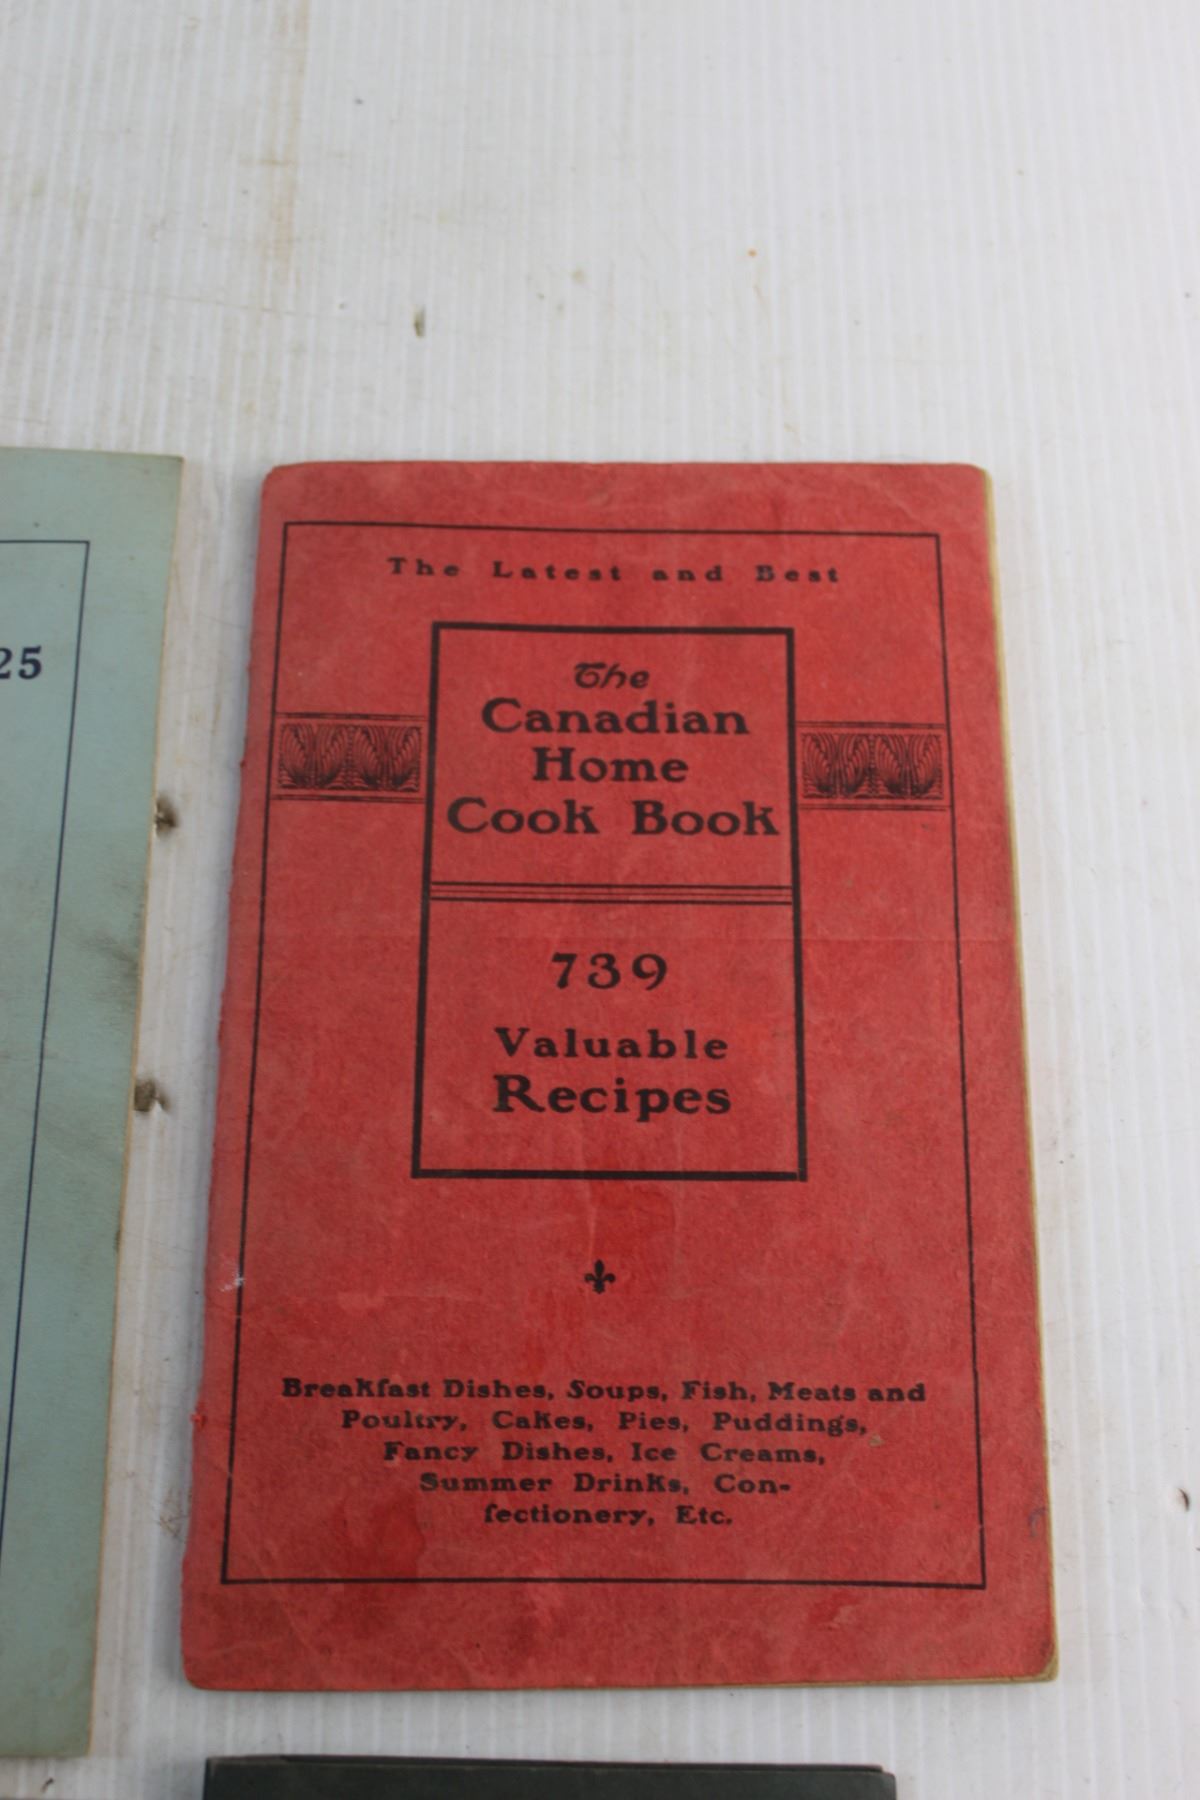 25
The Latest and Best
The
Canadian
Home
Cook Book
739
Valuable
Recipes
Breakfast Dishes, Soups, Fish, Meats and
Poultry, Cakes, Pies, Puddings,
Fancy Dishes, Ice Creams,
Summer Drinks, Con-
fectionery, Etc.